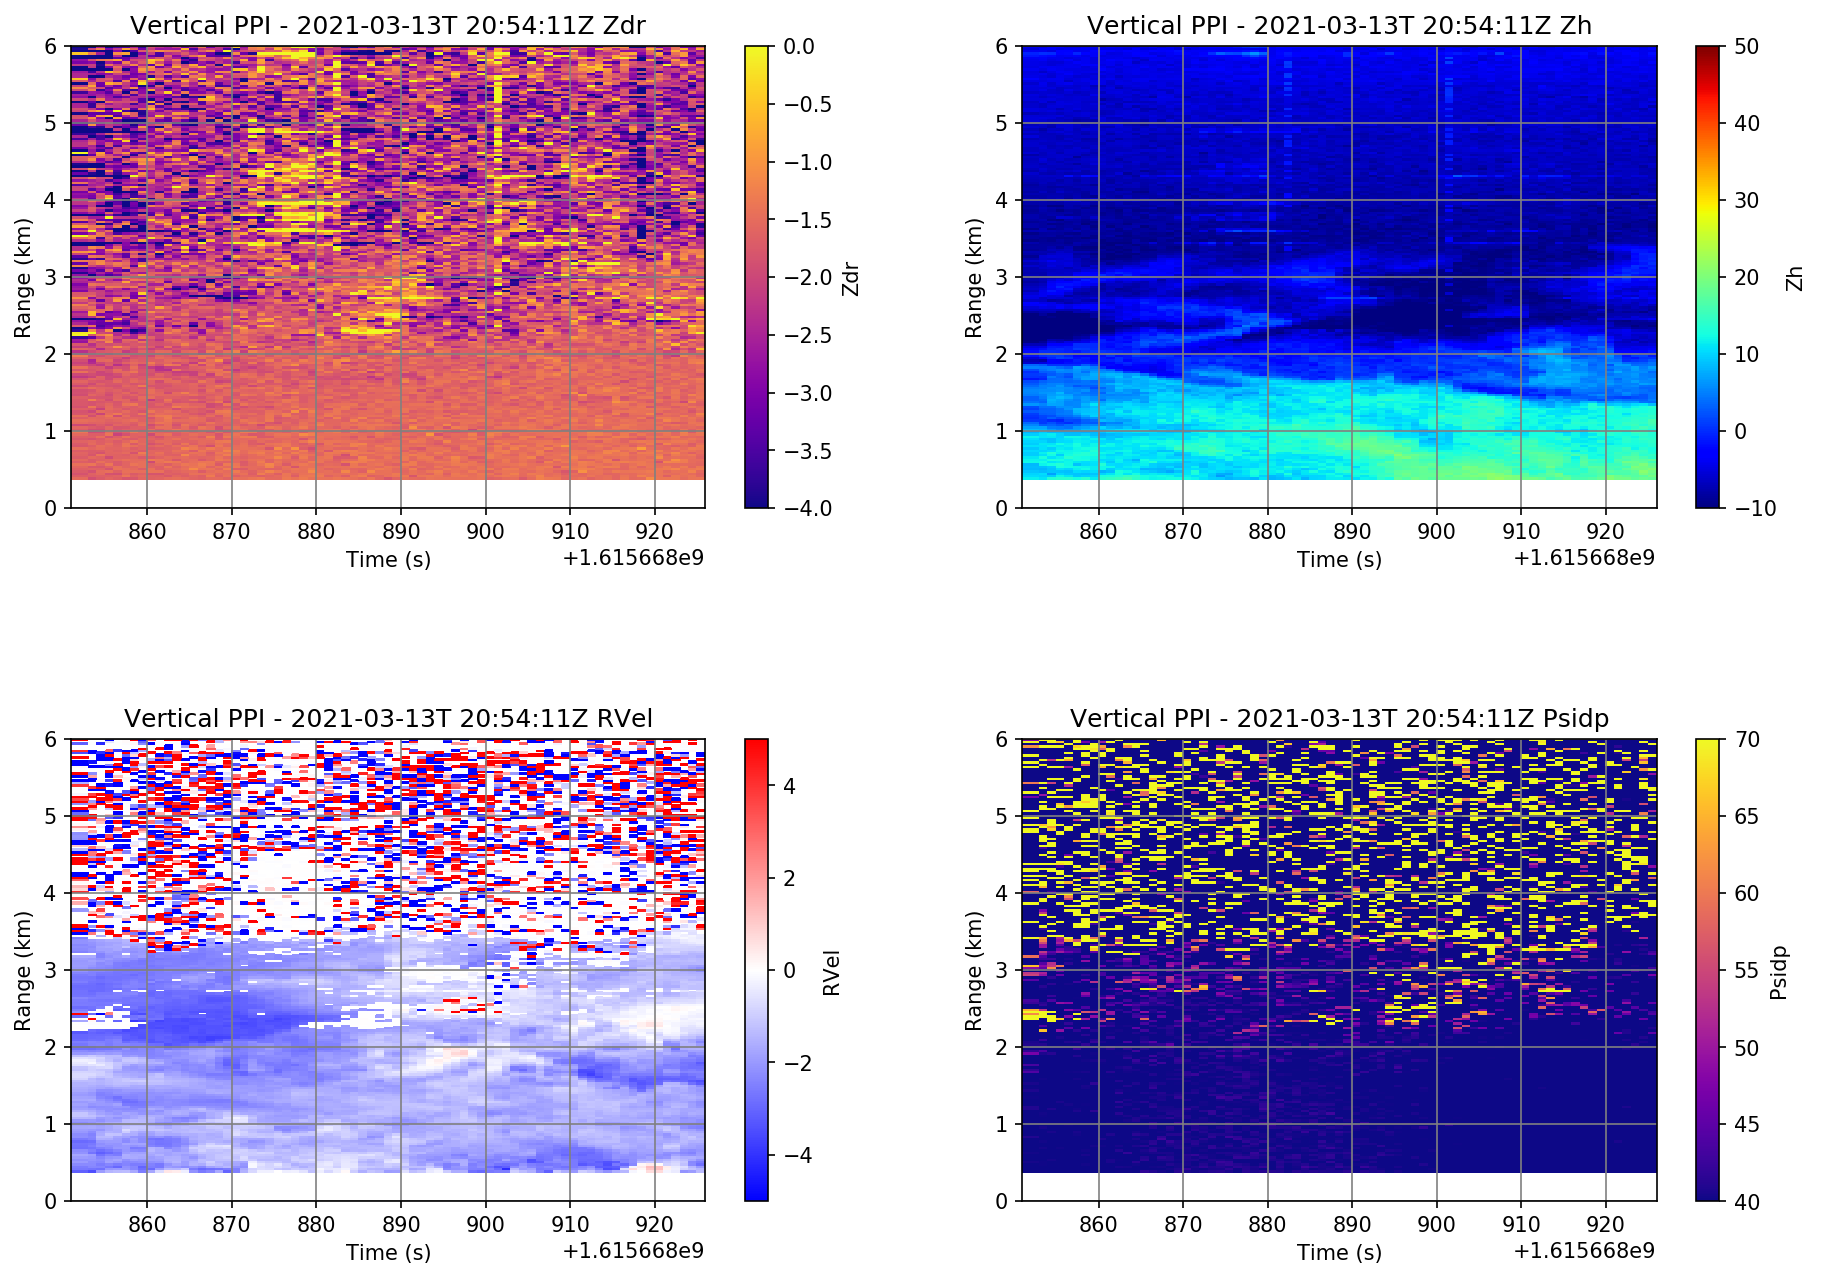 Vertical PPI - 2021-03-13T 20:54:11Z Zdr
6
5
4
3
2
1
0
Range (km)
860 870 880 890 900 910 920
Time (s)
+1.615668e9
0.0
−0.5
−1.0
−1.5
−2.0
−2.5
−3.0
−3.5
−4.0
Zdr
Vertical PPI - 2021-03-13T 20:54:11Z Zh
6
5
4
3
2
1
0
Range (km)
860 870 880 890 900 910 920
Time (s)
+1.615668e9
50
40
30
20
10
0
−10
Zh
Vertical PPI - 2021-03-13T 20:54:11Z RVel
6
5
4
3
2
1
0
Range (km)
860 870 880 890 900 910 920
Time (s)
+1.615668e9
4
2
0
−2
−4
RVel
Vertical PPI - 2021-03-13T 20:54:11Z Psidp
6
5
4
3
2
1
0
Range (km)
860 870 880 890 900 910 920
Time (s)
+1.615668e9
70
65
60
55
50
45
40
Psidp